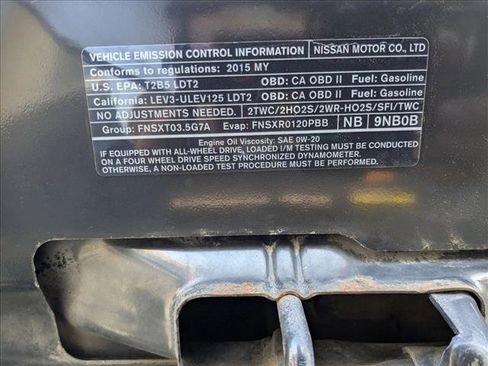 VEHICLE EMISSION CONTROL INFORMATION NISSAN MOTOR CO., LTD
Conforms to regulations: 2015 MY
U.S. EPA: T2B5 LDT2 OBD: CA OBD II Fuel: Gasoline
California: LEV3-ULEV125 LDT2 OBD: CA OBD II Fuel: Gasoline
NO ADJUSTMENTS NEEDED. 2TWC/2HO2S/2WR-HO2S/SFI/TWC
Group: FNSXT03.5G7A Evap: FNSXR0120PBB NB 9NB0B
Engine Oil Viscosity: SAE 0W-20
IF EQUIPPED WITH ALL-WHEEL DRIVE, LOADED I/M TESTING MUST BE CONDUCTED
ON A FOUR WHEEL DRIVE SPEED SYNCHRONIZED DYNAMOMETER.
OTHERWISE, A NON-LOADED TEST PROCEDURE MUST BE PERFORMED.